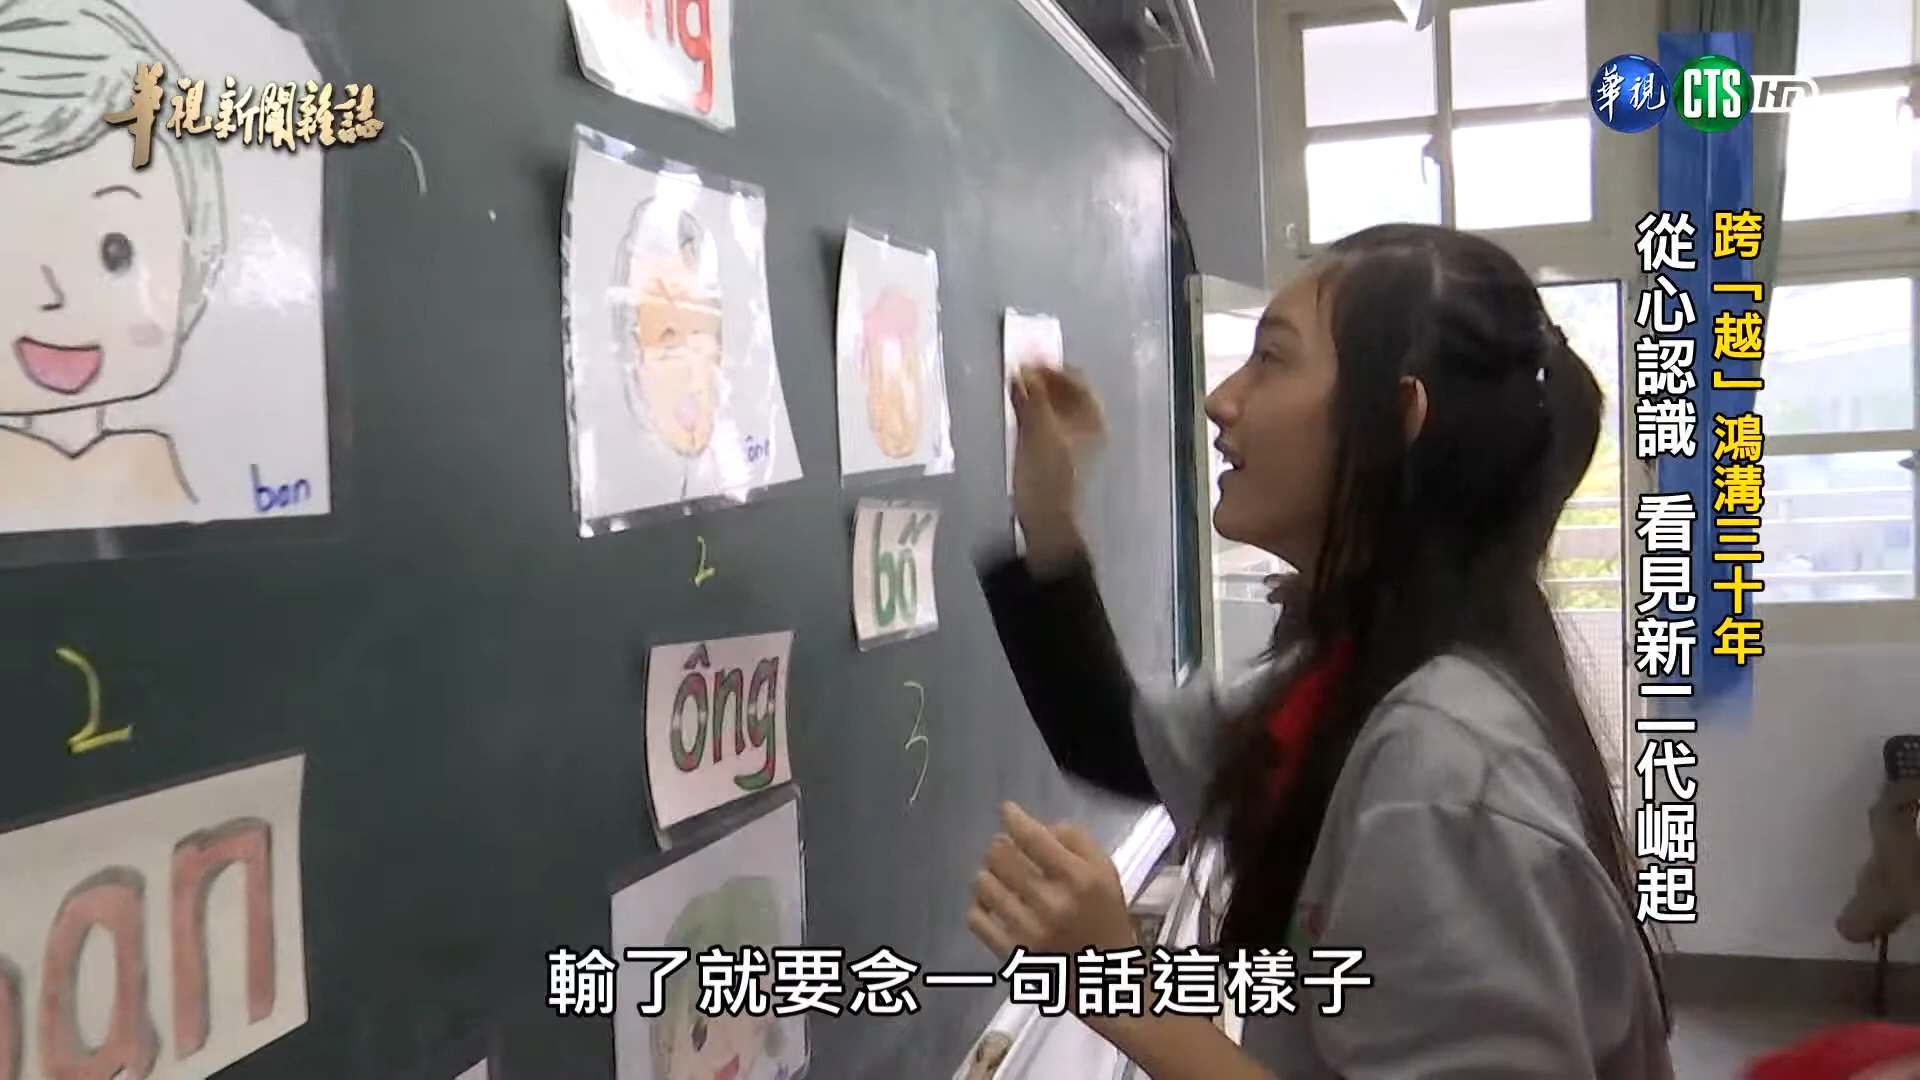 華視新聞雜誌
華視 CTS HD
跨「越」鴻溝三十年
從心認識 看見新二代崛起
ng
ban
ông
bố
ông
2
2
3
ban
輸了就要念一句話這樣子